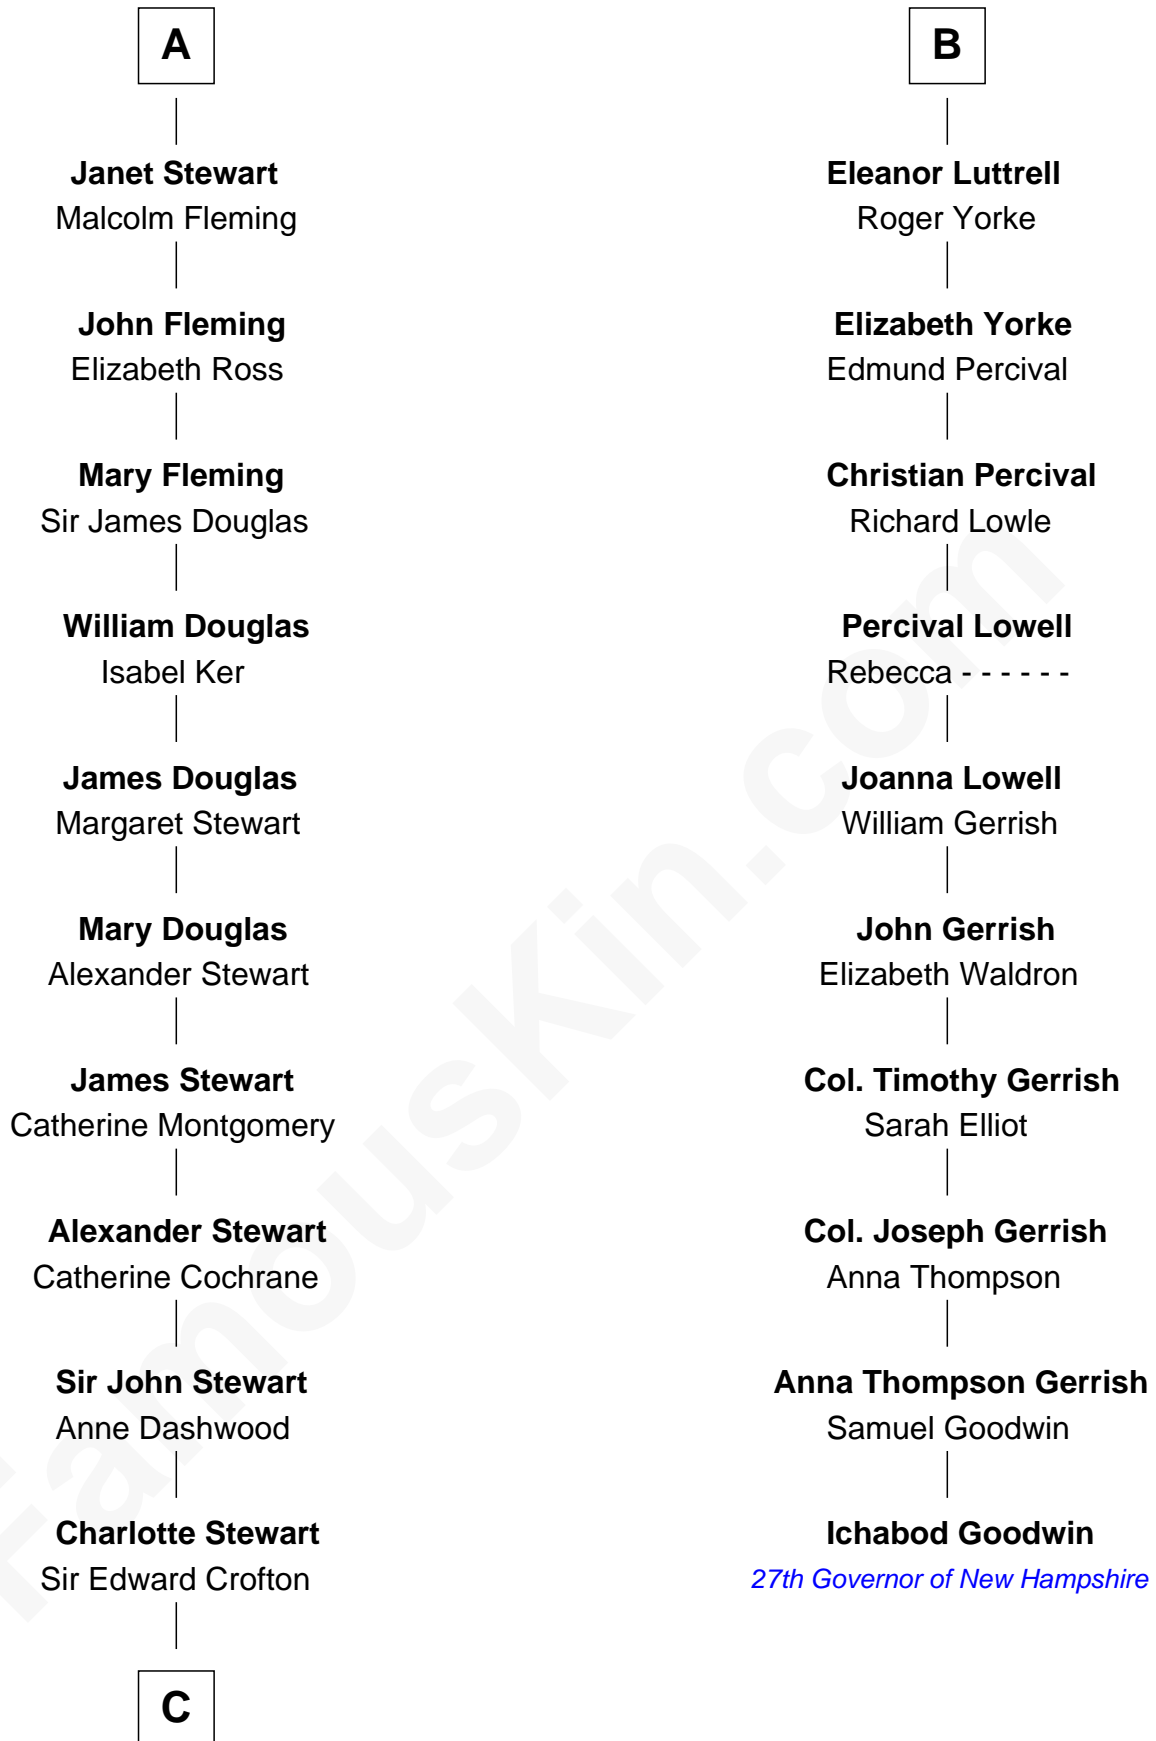 A
Janet Stewart
Malcolm Fleming
John Fleming
Elizabeth Ross
Mary Fleming
Sir James Douglas
William Douglas
Isabel Ker
James Douglas
Margaret Stewart
Mary Douglas
Alexander Stewart
James Stewart
Catherine Montgomery
Alexander Stewart
Catherine Cochrane
Sir John Stewart
Anne Dashwood
Charlotte Stewart
Sir Edward Crofton
C
B
Eleanor Luttrell
Roger Yorke
Elizabeth Yorke
Edmund Percival
Christian Percival
Richard Lowle
Percival Lowell
Rebecca - - - - - -
Joanna Lowell
William Gerrish
John Gerrish
Elizabeth Waldron
Col. Timothy Gerrish
Sarah Elliot
Col. Joseph Gerrish
Anna Thompson
Anna Thompson Gerrish
Samuel Goodwin
Ichabod Goodwin
27th Governor of New Hampshire
FamousKin.com